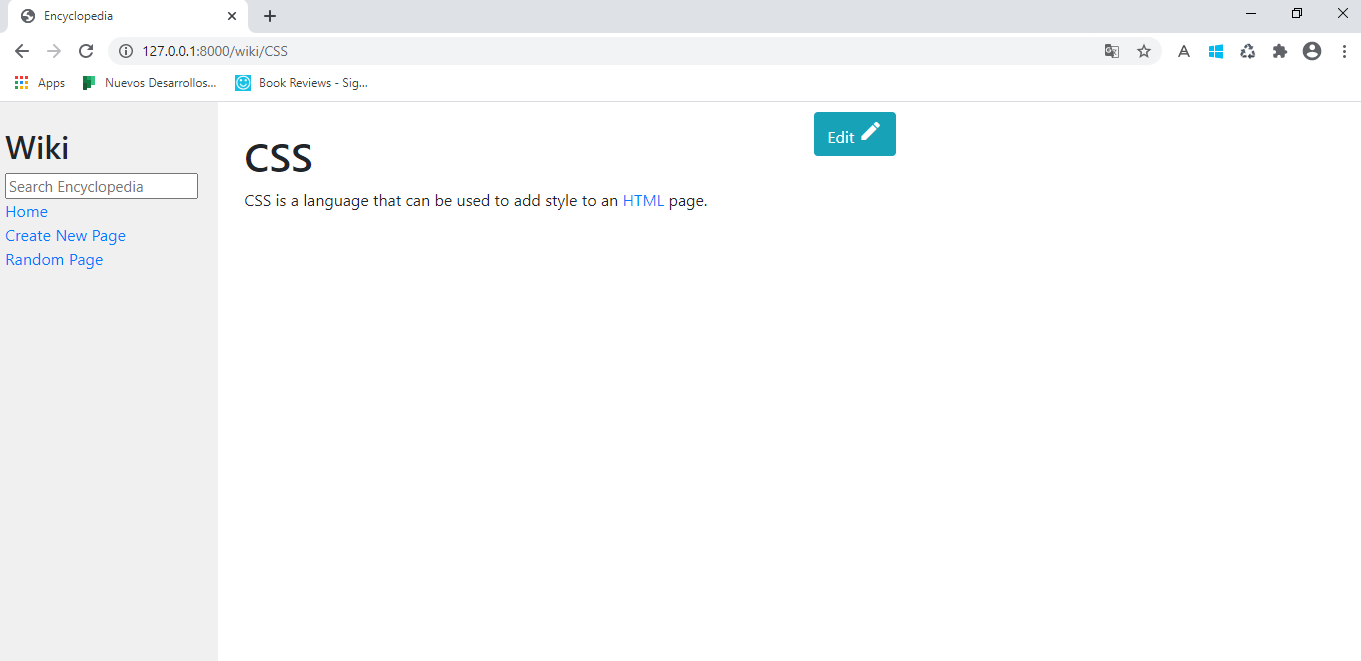 Encyclopedia
127.0.0.1:8000/wiki/CSS
Apps Nuevos Desarrollos... Book Reviews - Sig...
Wiki
Search Encyclopedia
Home
Create New Page
Random Page
CSS
CSS is a language that can be used to add style to an HTML page.
Edit